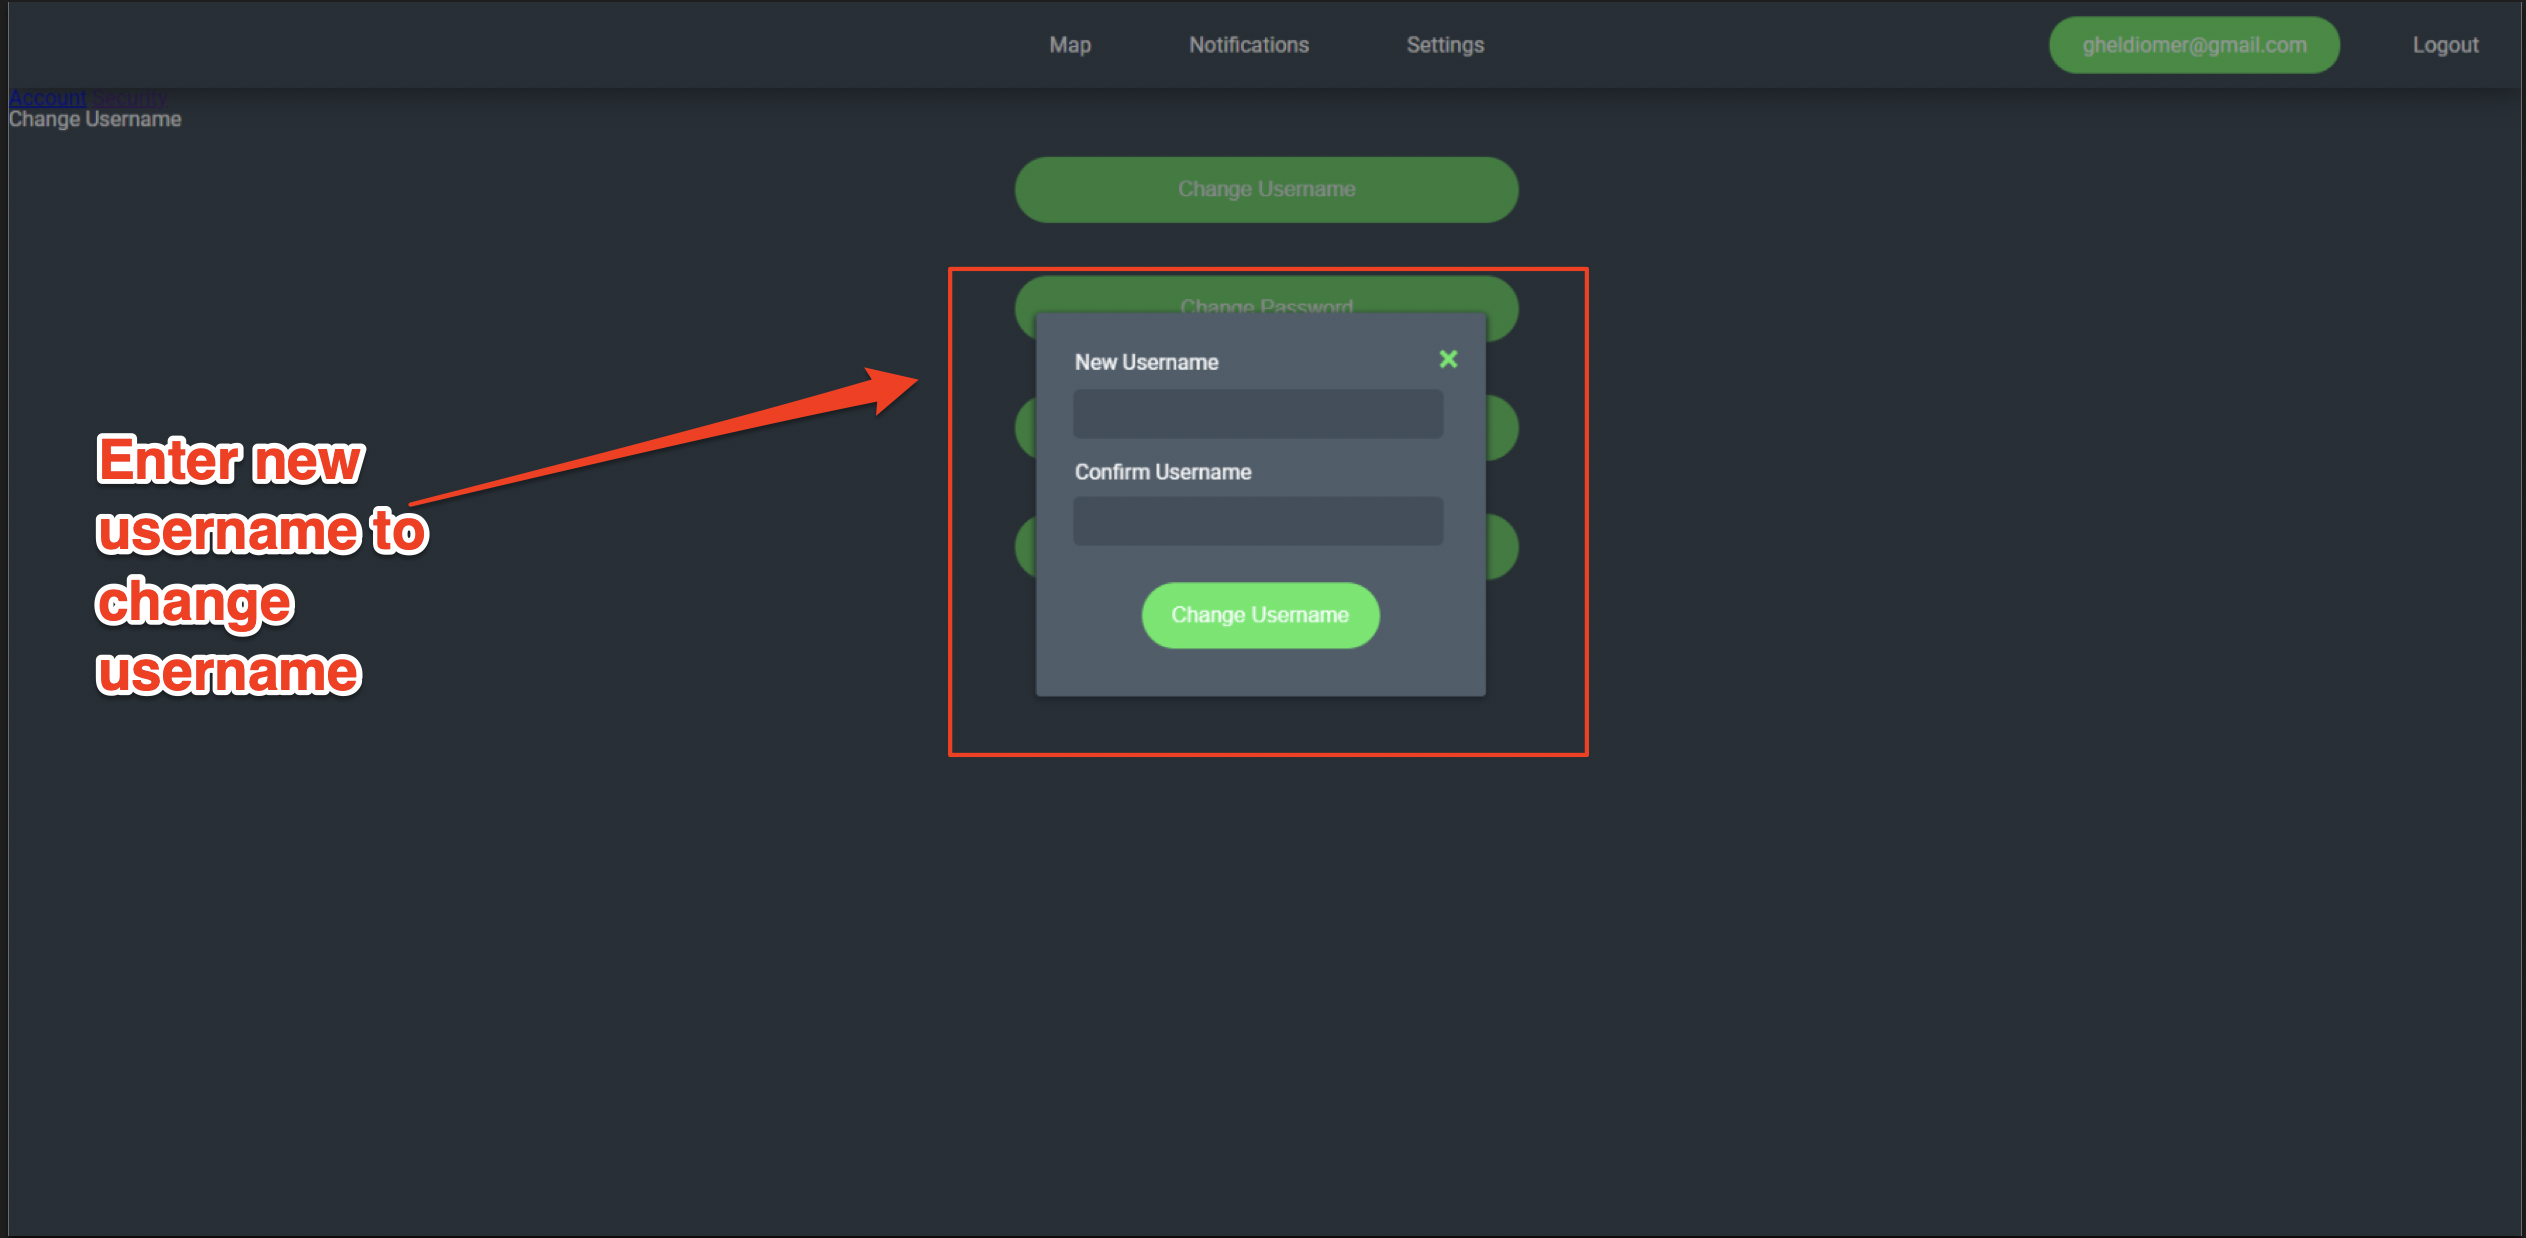 Map Notifications Settings gheldiomer@gmail.com Logout
Account Security
Change Username
Change Username
Change Password
New Username
Confirm Username
Change Username
Enter new
username to
change
username